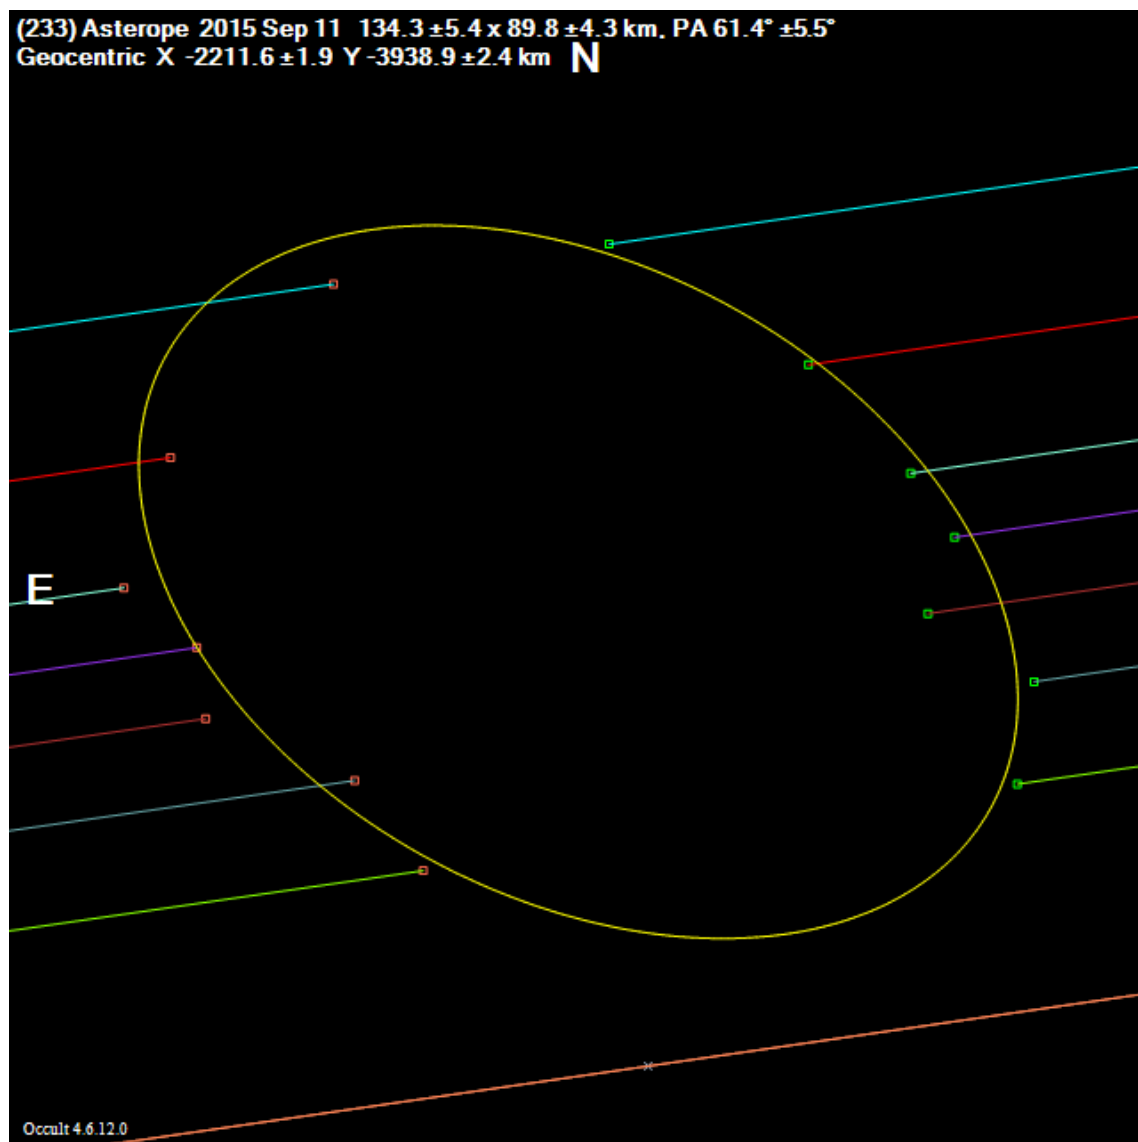 (233) Asterope 2015 Sep 11 134.3 ±5.4 x 89.8 ±4.3 km, PA 61.4° ±5.5°
Geocentric X -2211.6 ±1.9 Y -3938.9 ±2.4 km
N
E
Occult 4.6.12.0